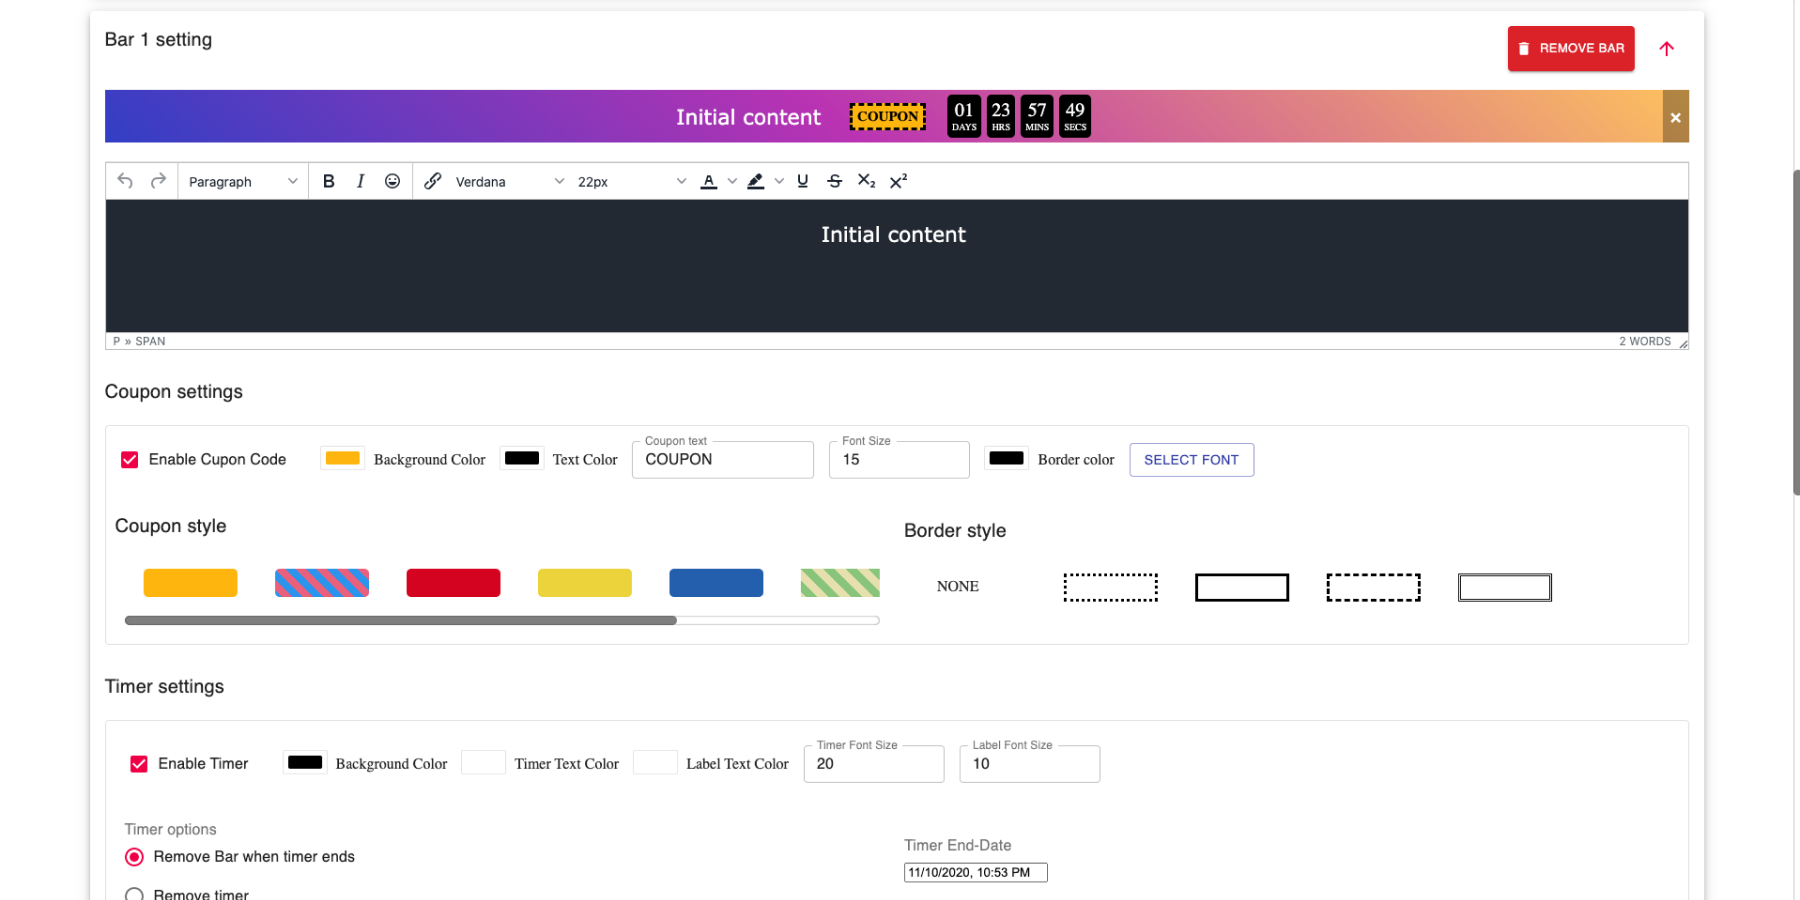 Bar 1 setting
REMOVE BAR
Initial content COUPON 01 DAYS 23 HRS 57 MINS 49 SECS ×
Paragraph B I Verdana 22px A U S X₂ X²
Initial content
P » SPAN 2 WORDS
Coupon settings
Enable Cupon Code Background Color Text Color Coupon text COUPON Font Size 15 Border color SELECT FONT
Coupon style
Border style
NONE
Timer settings
Enable Timer Background Color Timer Text Color Label Text Color Timer Font Size 20 Label Font Size 10
Timer options
Remove Bar when timer ends
Timer End-Date
11/10/2020, 10:53 PM
Remove timer